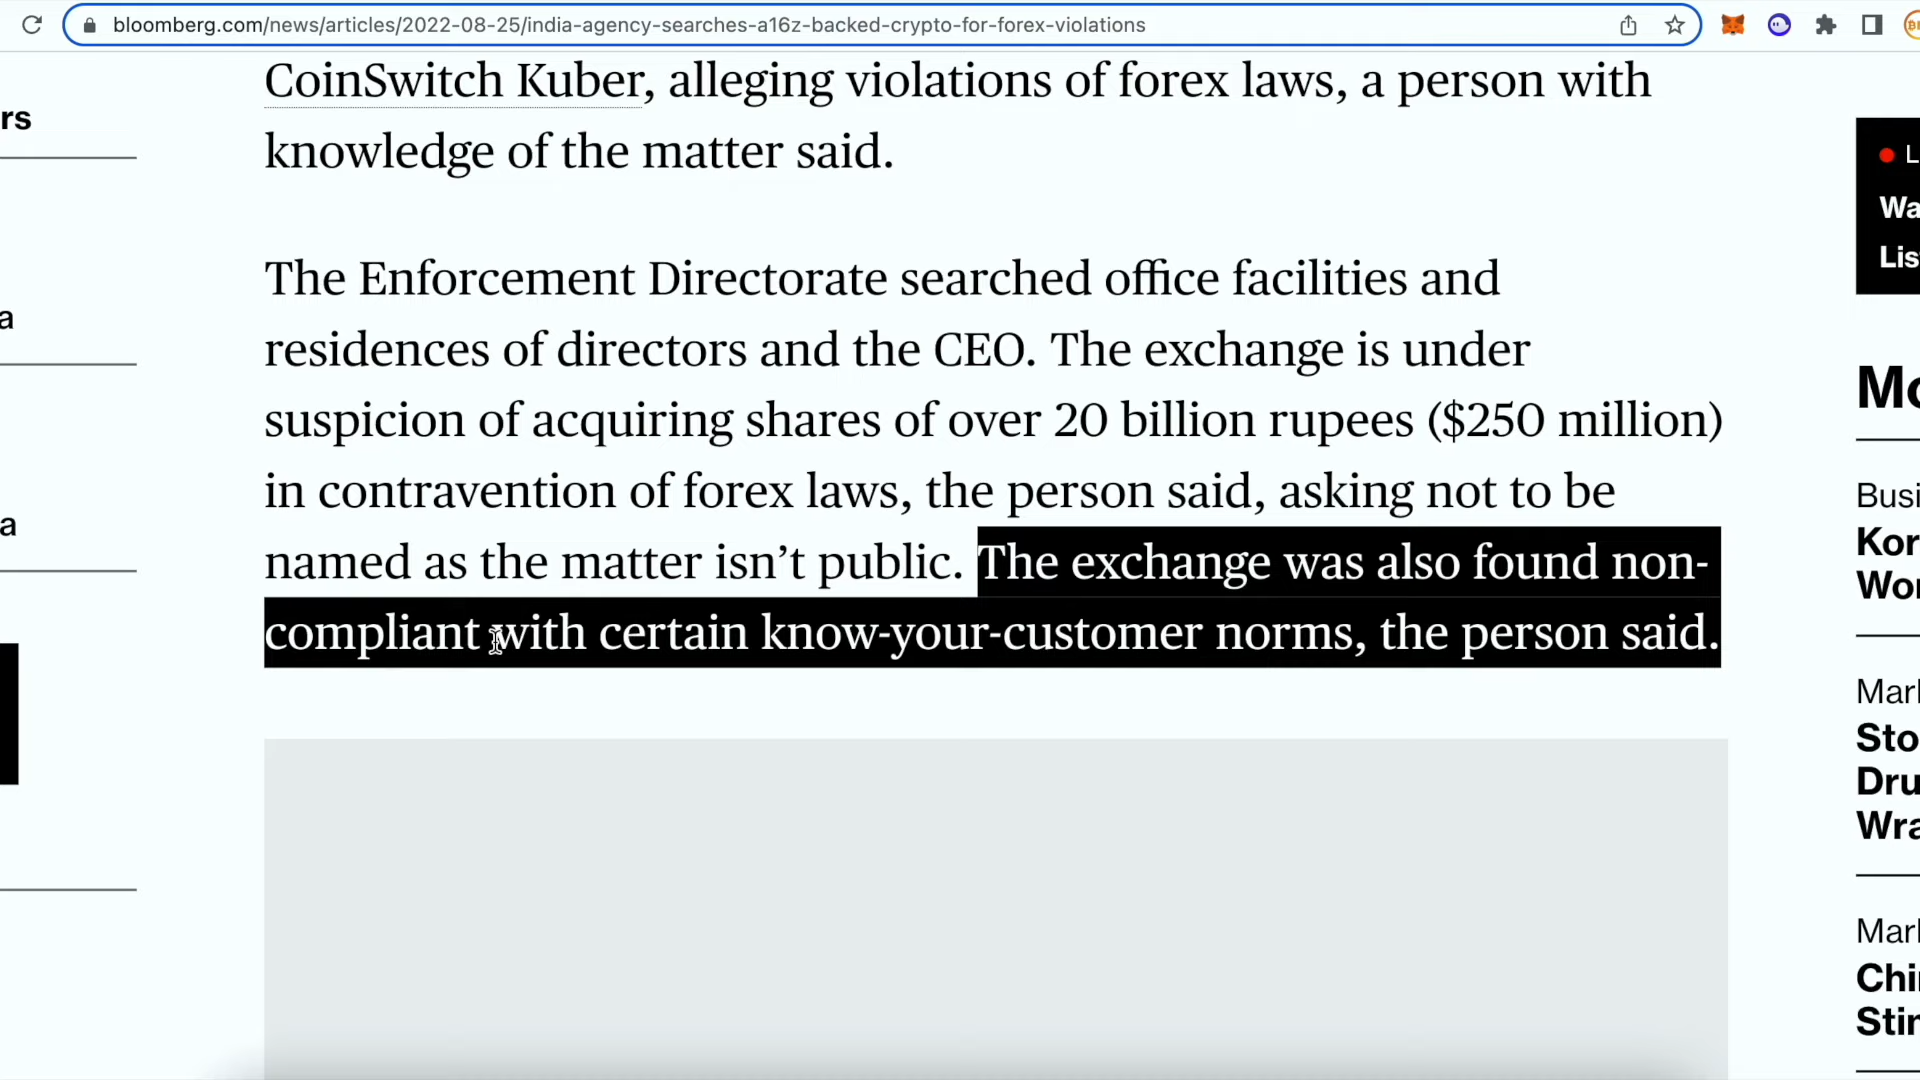 bloomberg.com/news/articles/2022-08-25/india-agency-searches-a16z-backed-crypto-for-forex-violations
CoinSwitch Kuber, alleging violations of forex laws, a person with
knowledge of the matter said.
The Enforcement Directorate searched office facilities and
residences of directors and the CEO. The exchange is under
suspicion of acquiring shares of over 20 billion rupees ($250 million)
in contravention of forex laws, the person said, asking not to be
named as the matter isn’t public. The exchange was also found non-
compliant with certain know-your-customer norms, the person said.
rs
a
a
L
Wa
Lis
Mo
Busi
Kor
Wor
Mark
Sto
Dru
Wra
Mark
Chi
Stir